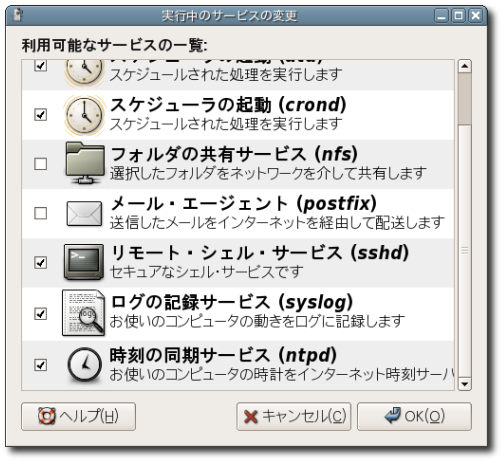 実行中のサービスの変更
利用可能なサービスの一覧:
スケジューラの起動 (atd)
スケジュールされた処理を実行します
スケジューラの起動 (crond)
スケジュールされた処理を実行します
フォルダの共有サービス (nfs)
選択したフォルダをネットワークを介して共有します
メール・エージェント (postfix)
送信したメールをインターネットを経由して配送します
リモート・シェル・サービス (sshd)
セキュアなシェル・サービスです
ログの記録サービス (syslog)
お使いのコンピュータの動きをログに記録します
時刻の同期サービス (ntpd)
お使いのコンピュータの時計をインターネット時刻サーバ
ヘルプ(H)
キャンセル(C)
OK(O)